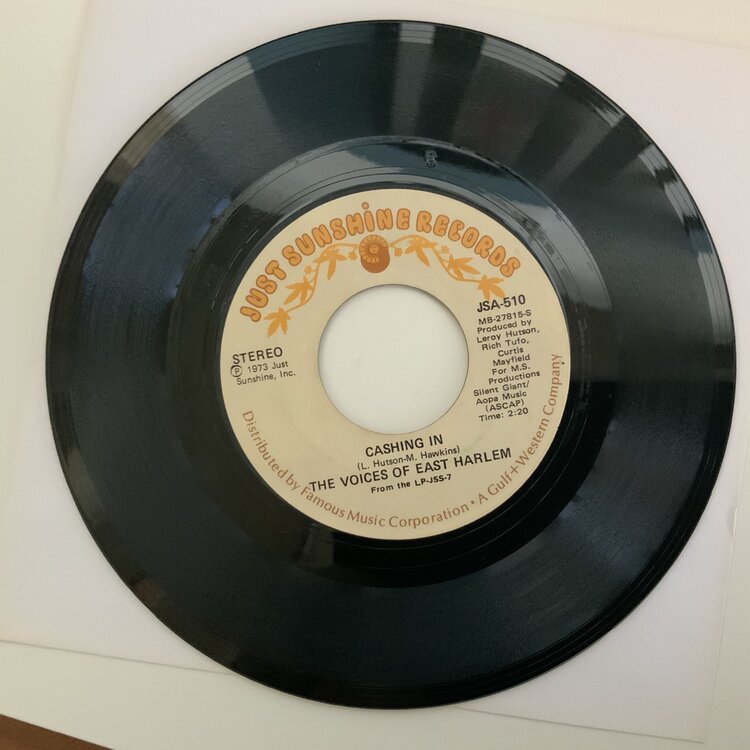 JUST SUNSHINE RECORDS
STEREO
Ⓟ 1973 Just
Sunshine, Inc.
JSA-510
MB-27815-S
Produced by
Leroy Hutson,
Rich Tufo,
Curtis
Mayfield
For M.S.
Productions
Silent Giant/
Aopa Music
(ASCAP)
Time: 2:20
CASHING IN
(L. Hutson-M. Hawkins)
THE VOICES OF EAST HARLEM
From the LP-JSS-7
Distributed by Famous Music Corporation • A Gulf + Western Company